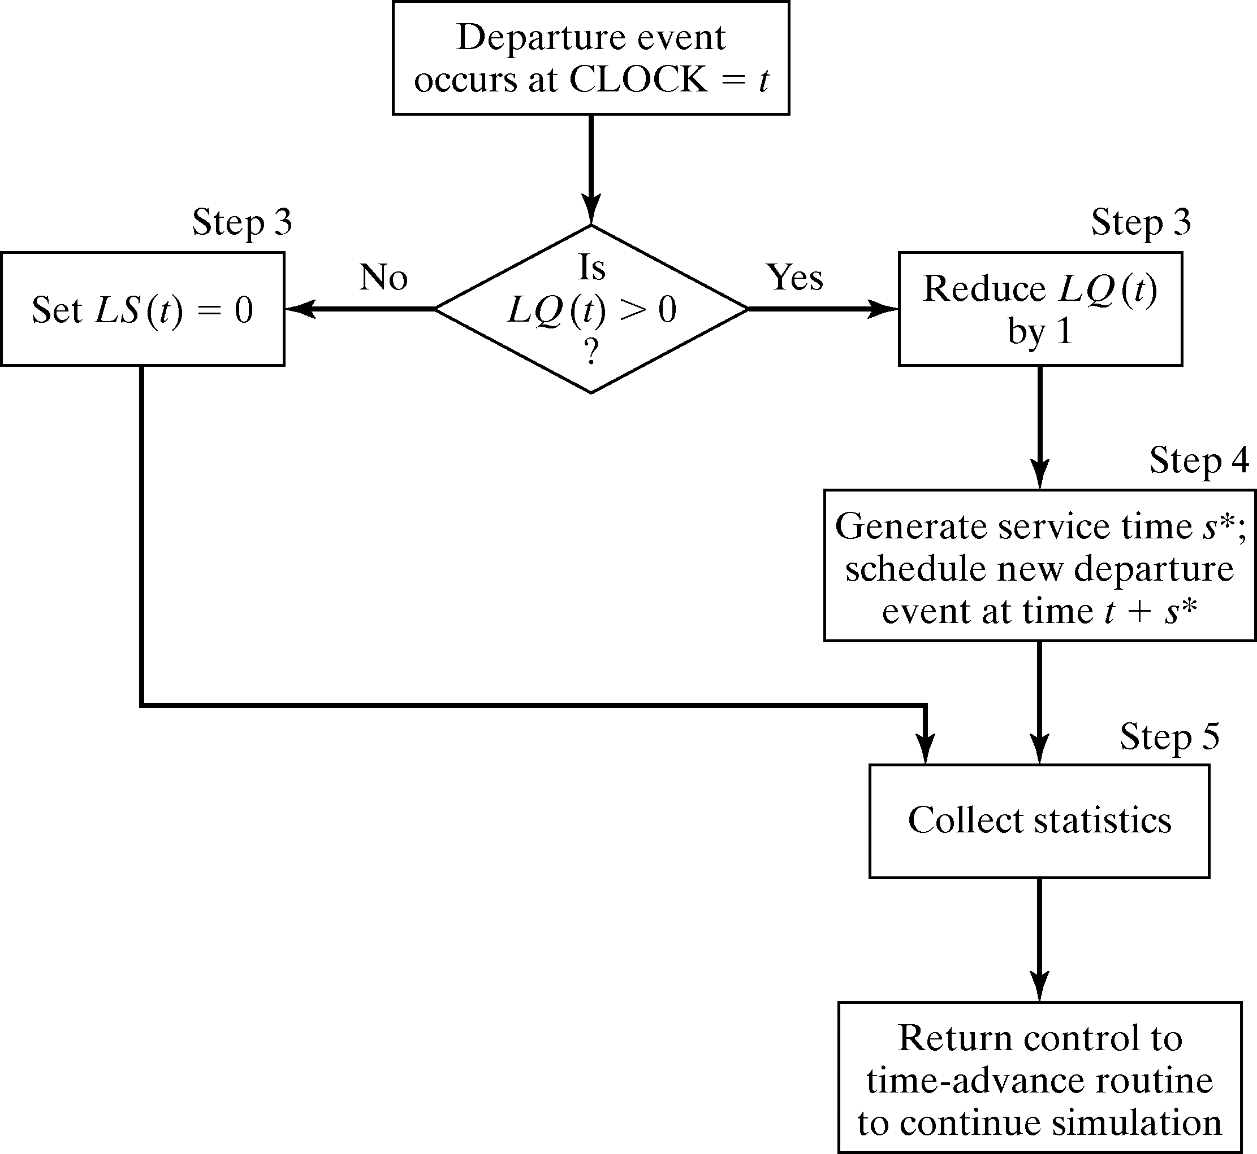 Departure event
occurs at CLOCK = t
Step 3
Step 3
Set LS(t) = 0
No
Is
LQ(t) > 0
?
Yes
Reduce LQ(t)
by 1
Step 4
Generate service time s*;
schedule new departure
event at time t + s*
Step 5
Collect statistics
Return control to
time-advance routine
to continue simulation